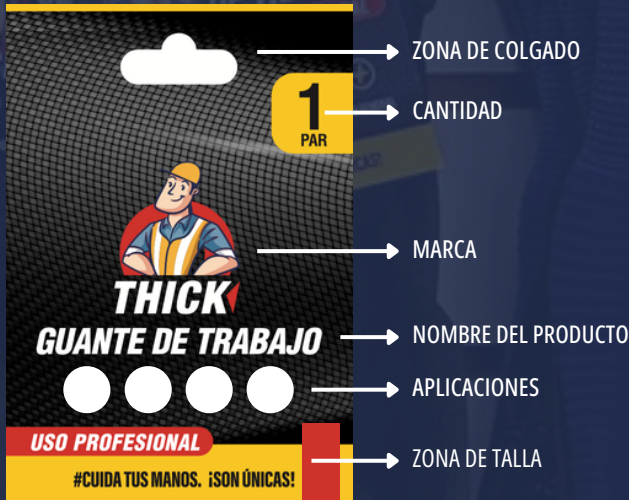 ZONA DE COLGADO
1
PAR
CANTIDAD
MARCA
THICK
GUANTE DE TRABAJO
NOMBRE DEL PRODUCTO
APLICACIONES
USO PROFESIONAL
#CUIDA TUS MANOS. ¡SON ÚNICAS!
ZONA DE TALLA